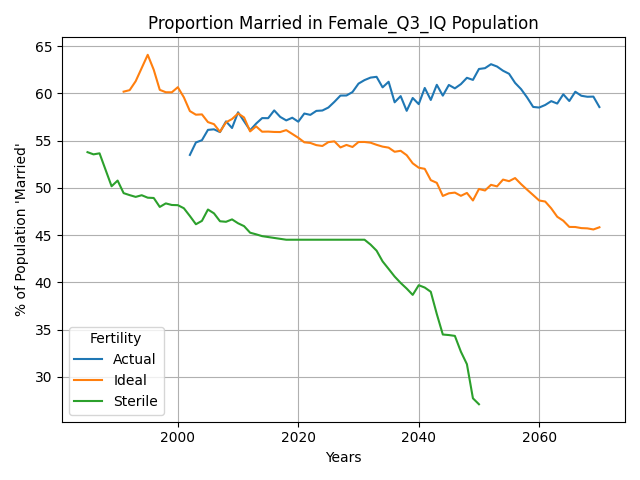 Proportion Married in Female_Q3_IQ Population
% of Population 'Married'
65
60
55
50
45
40
35
30
Fertility
Actual
Ideal
Sterile
2000
2020
2040
2060
Years